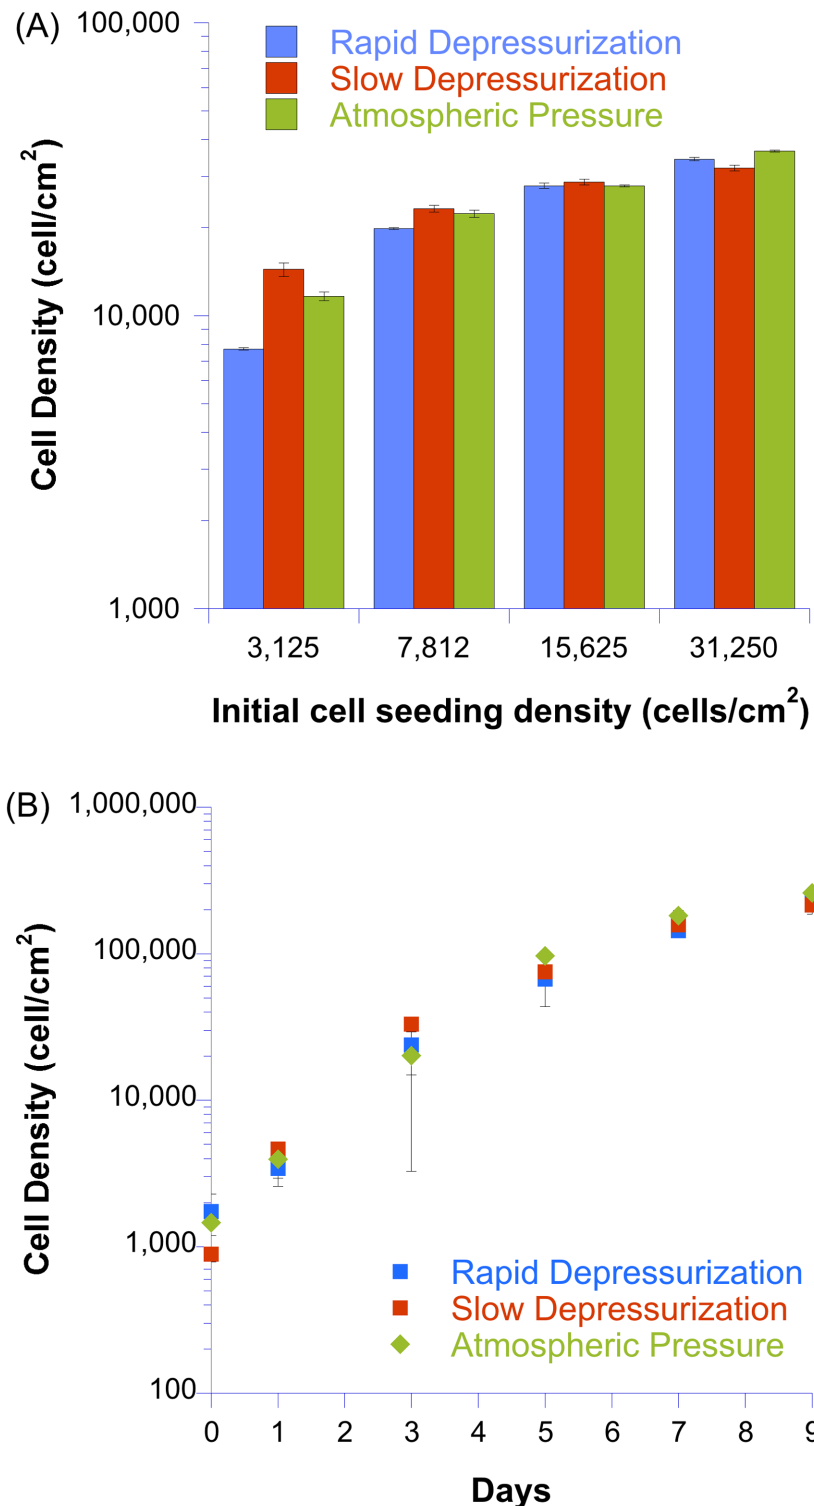 (A)
100,000
10,000
1,000
Cell Density (cell/cm²)
Rapid Depressurization
Slow Depressurization
Atmospheric Pressure
3,125 7,812 15,625 31,250
Initial cell seeding density (cells/cm²)
(B)
1,000,000
100,000
10,000
1,000
100
Cell Density (cell/cm²)
Rapid Depressurization
Slow Depressurization
Atmospheric Pressure
0 1 2 3 4 5 6 7 8 9
Days